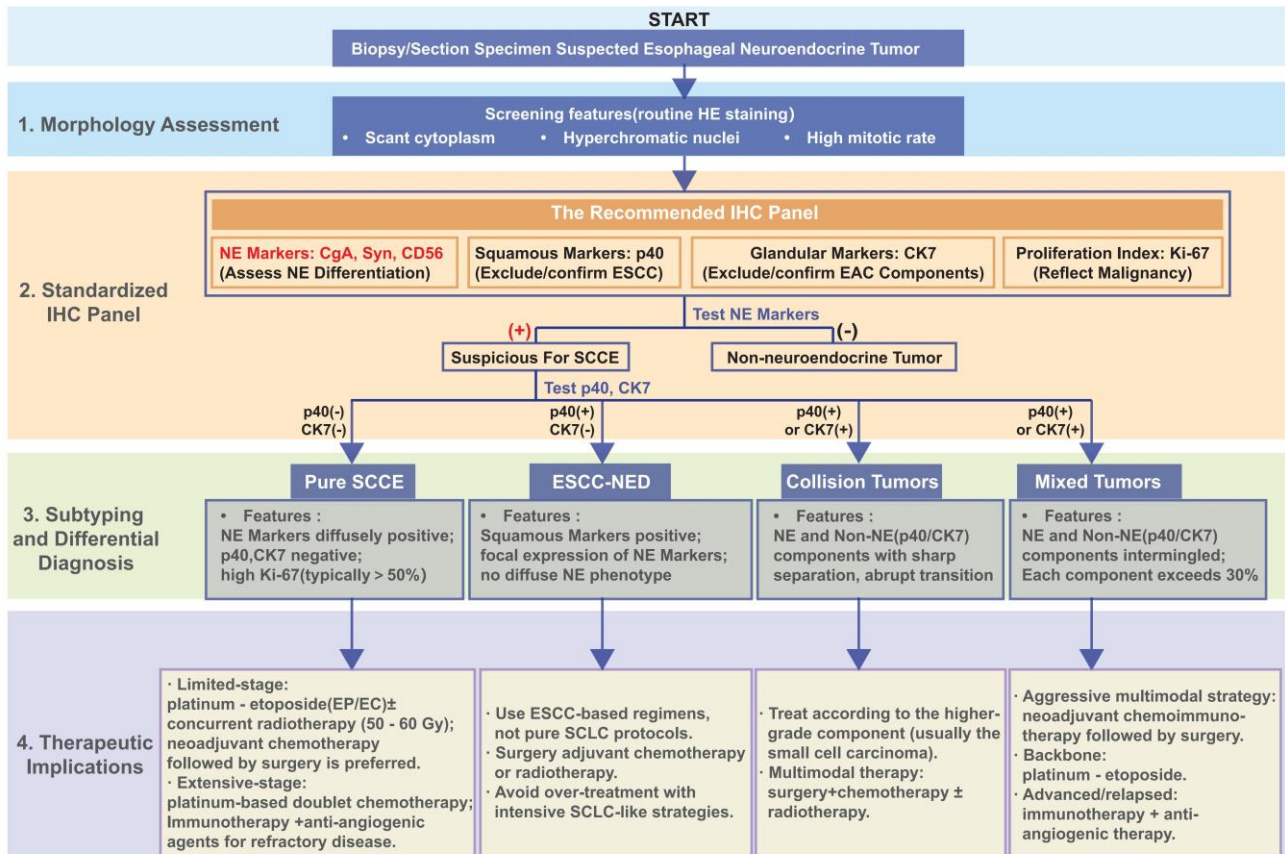 START
Biopsy/Section Specimen Suspected Esophageal Neuroendocrine Tumor
1. Morphology Assessment
Screening features(routine HE staining)
• Scant cytoplasm • Hyperchromatic nuclei • High mitotic rate
2. Standardized
IHC Panel
The Recommended IHC Panel
NE Markers: CgA, Syn, CD56
(Assess NE Differentiation)
Squamous Markers: p40
(Exclude/confirm ESCC)
Glandular Markers: CK7
(Exclude/confirm EAC Components)
Proliferation Index: Ki-67
(Reflect Malignancy)
Test NE Markers
(+)
(-)
Suspicious For SCCE
Non-neuroendocrine Tumor
Test p40, CK7
p40(-)
CK7(-)
p40(+)
CK7(-)
p40(+)
or CK7(+)
p40(+)
or CK7(+)
3. Subtyping
and Differential
Diagnosis
Pure SCCE
• Features :
NE Markers diffusely positive;
p40,CK7 negative;
high Ki-67(typically > 50%)
ESCC-NED
• Features :
Squamous Markers positive;
focal expression of NE Markers;
no diffuse NE phenotype
Collision Tumors
• Features :
NE and Non-NE(p40/CK7)
components with sharp
separation, abrupt transition
Mixed Tumors
• Features :
NE and Non-NE(p40/CK7)
components intermingled;
Each component exceeds 30%
4. Therapeutic
Implications
· Limited-stage:
platinum - etoposide(EP/EC)±
concurrent radiotherapy (50 - 60 Gy);
neoadjuvant chemotherapy
followed by surgery is preferred.
· Extensive-stage:
platinum-based doublet chemotherapy;
Immunotherapy +anti-angiogenic
agents for refractory disease.
· Use ESCC-based regimens,
not pure SCLC protocols.
· Surgery adjuvant chemotherapy
or radiotherapy.
· Avoid over-treatment with
intensive SCLC-like strategies.
· Treat according to the higher-
grade component (usually the
small cell carcinoma).
· Multimodal therapy:
surgery+chemotherapy ±
radiotherapy.
· Aggressive multimodal strategy:
neoadjuvant chemoimmuno-
therapy followed by surgery.
· Backbone:
platinum - etoposide.
· Advanced/relapsed:
immunotherapy + anti-
angiogenic therapy.